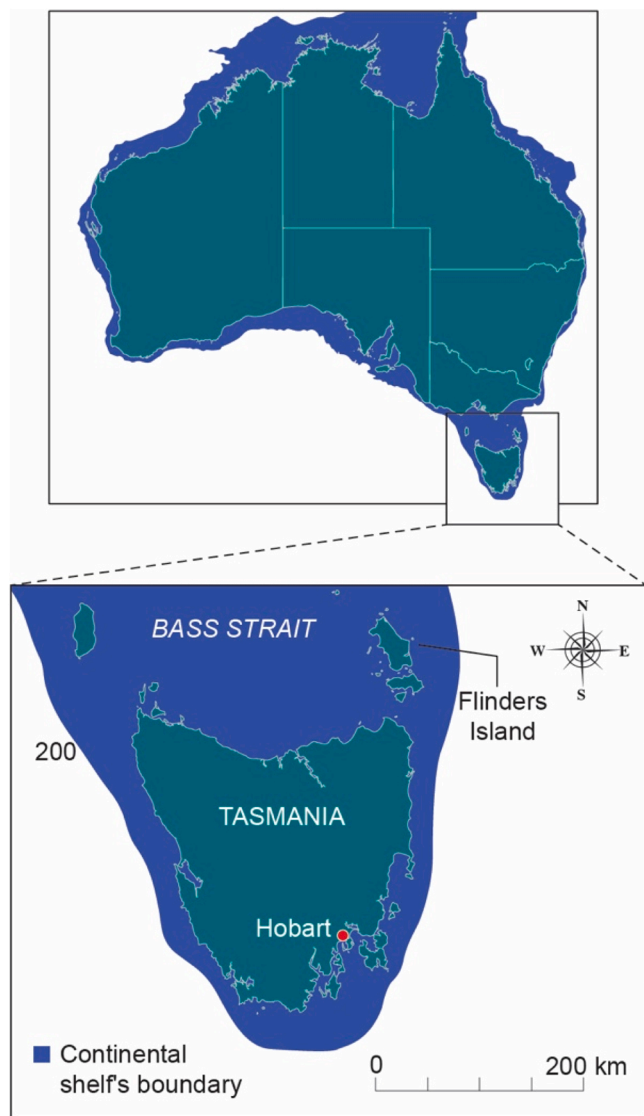 BASS STRAIT
N
W E
S
Flinders
Island
200
TASMANIA
Hobart
Continental
shelf's boundary
0 200 km